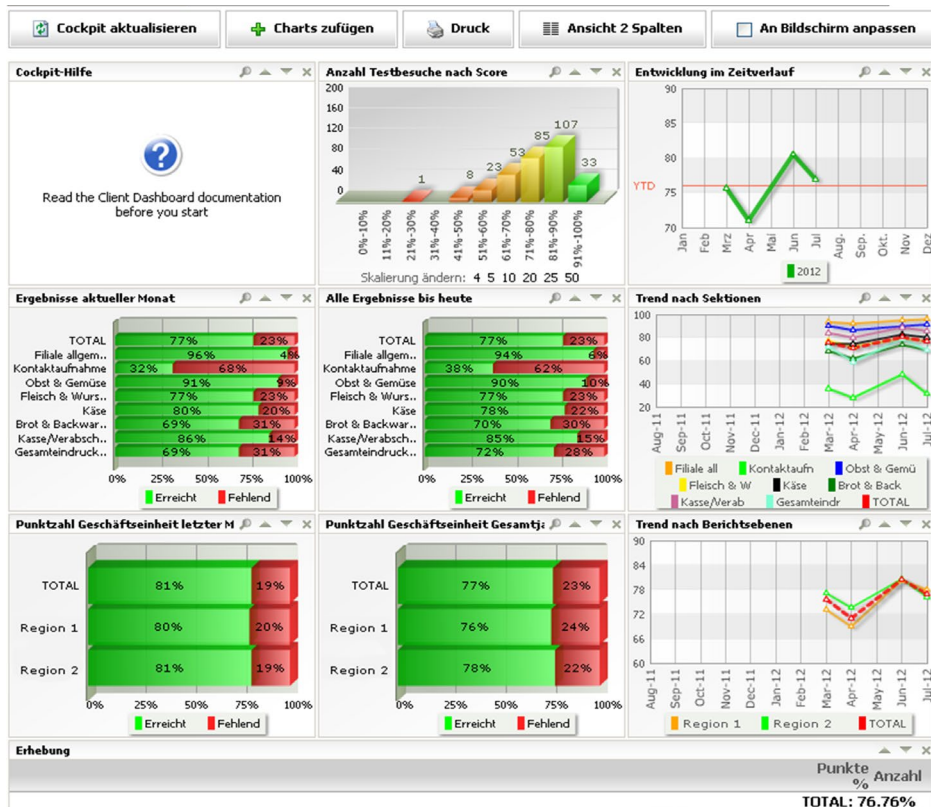 Cockpit aktualisieren Charts zufügen Druck Ansicht 2 Spalten An Bildschirm anpassen
Cockpit-Hilfe
Read the Client Dashboard documentation
before you start
Anzahl Testbesuche nach Score
200
160
120
80
40
0
1 8 23 53 85 107 33
0%-10% 11%-20% 21%-30% 31%-40% 41%-50% 51%-60% 61%-70% 71%-80% 81%-90% 91%-100%
Skalierung ändern: 4 5 10 20 25 50
Entwicklung im Zeitverlauf
90
85
80
YTD
75
70
Jan Feb Mrz Apr Mai Jun Jul Aug. Sep. Okt. Nov Dez
2012
Ergebnisse aktueller Monat
TOTAL 77% 23%
Filiale allgem.. 96% 4%
Kontaktaufnahme 32% 68%
Obst & Gemüse 91% 9%
Fleisch & Wurs.. 77% 23%
Käse 80% 20%
Brot & Backwar.. 69% 31%
Kasse/Verabsch.. 86% 14%
Gesamteindruck.. 69% 31%
0% 25% 50% 75% 100%
Erreicht Fehlend
Alle Ergebnisse bis heute
TOTAL 77% 23%
Filiale allgem.. 94% 6%
Kontaktaufnahme 38% 62%
Obst & Gemüse 90% 10%
Fleisch & Wurs.. 77% 23%
Käse 78% 22%
Brot & Backwar.. 70% 30%
Kasse/Verabsch.. 85% 15%
Gesamteindruck.. 72% 28%
0% 25% 50% 75% 100%
Erreicht Fehlend
Trend nach Sektionen
100
80
60
40
20
Aug-11 Sep-11 Oct-11 Nov-11 Dec-11 Jan-12 Feb-12 Mar-12 Apr-12 May-12 Jun-12 Jul-12
Filiale all Kontaktaufn Obst & Gemü
Fleisch & W Käse Brot & Back
Kasse/Verab Gesamteindr TOTAL
Punktzahl Geschäftseinheit letzter M
TOTAL 81% 19%
Region 1 80% 20%
Region 2 81% 19%
0% 25% 50% 75% 100%
Erreicht Fehlend
Punktzahl Geschäftseinheit Gesamtja
TOTAL 77% 23%
Region 1 76% 24%
Region 2 78% 22%
0% 25% 50% 75% 100%
Erreicht Fehlend
Trend nach Berichtsebenen
90
84
78
72
66
60
Aug-11 Sep-11 Oct-11 Nov-11 Dec-11 Jan-12 Feb-12 Mar-12 Apr-12 May-12 Jun-12 Jul-12
Region 1 Region 2 TOTAL
Erhebung
Punkte
% Anzahl
TOTAL: 76.76%